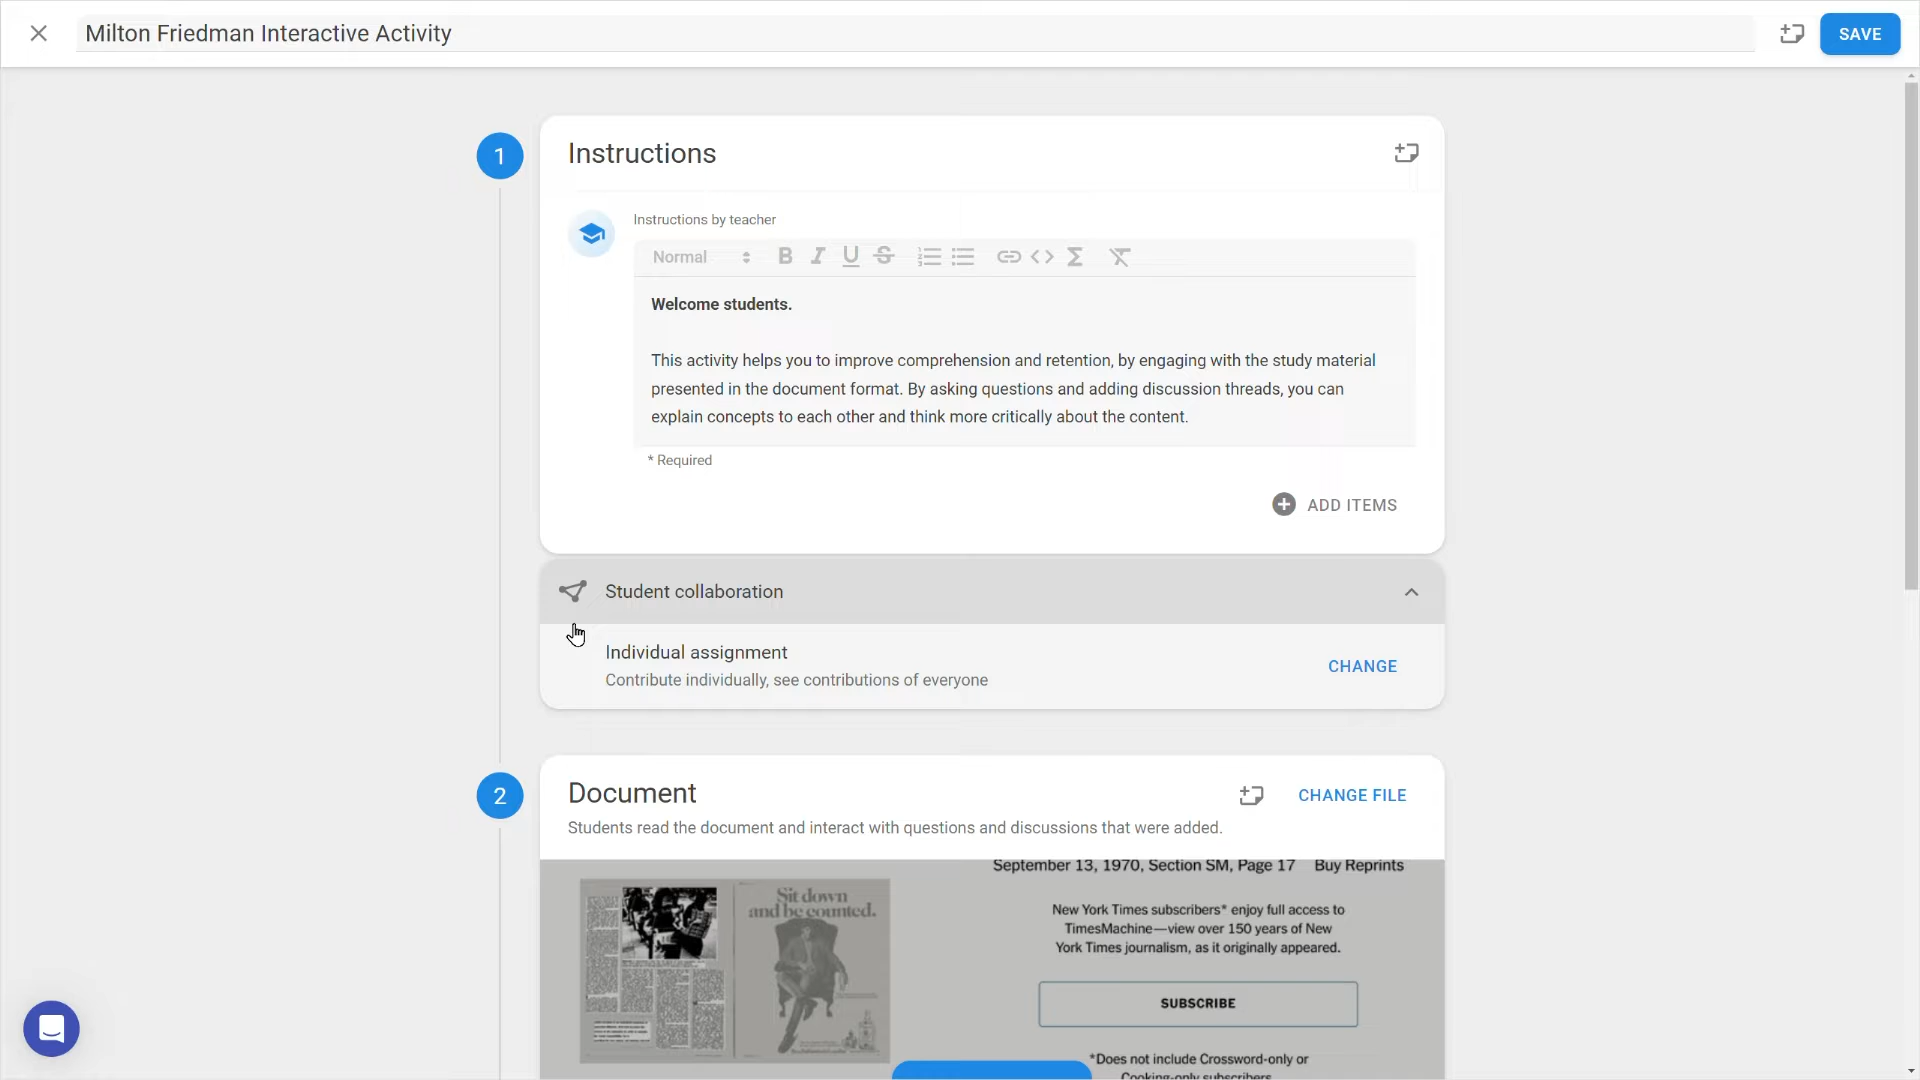 Milton Friedman Interactive Activity
SAVE
1
Instructions
Instructions by teacher
Normal
Welcome students.
This activity helps you to improve comprehension and retention, by engaging with the study material
presented in the document format. By asking questions and adding discussion threads, you can
explain concepts to each other and think more critically about the content.
* Required
ADD ITEMS
Student collaboration
Individual assignment
Contribute individually, see contributions of everyone
CHANGE
2
Document
CHANGE FILE
Students read the document and interact with questions and discussions that were added.
September 13, 1970, Section SM, Page 17 Buy Reprints
Sit down
and be counted.
New York Times subscribers* enjoy full access to
TimesMachine—view over 150 years of New
York Times journalism, as it originally appeared.
SUBSCRIBE
*Does not include Crossword-only or
Cooking-only subscribers